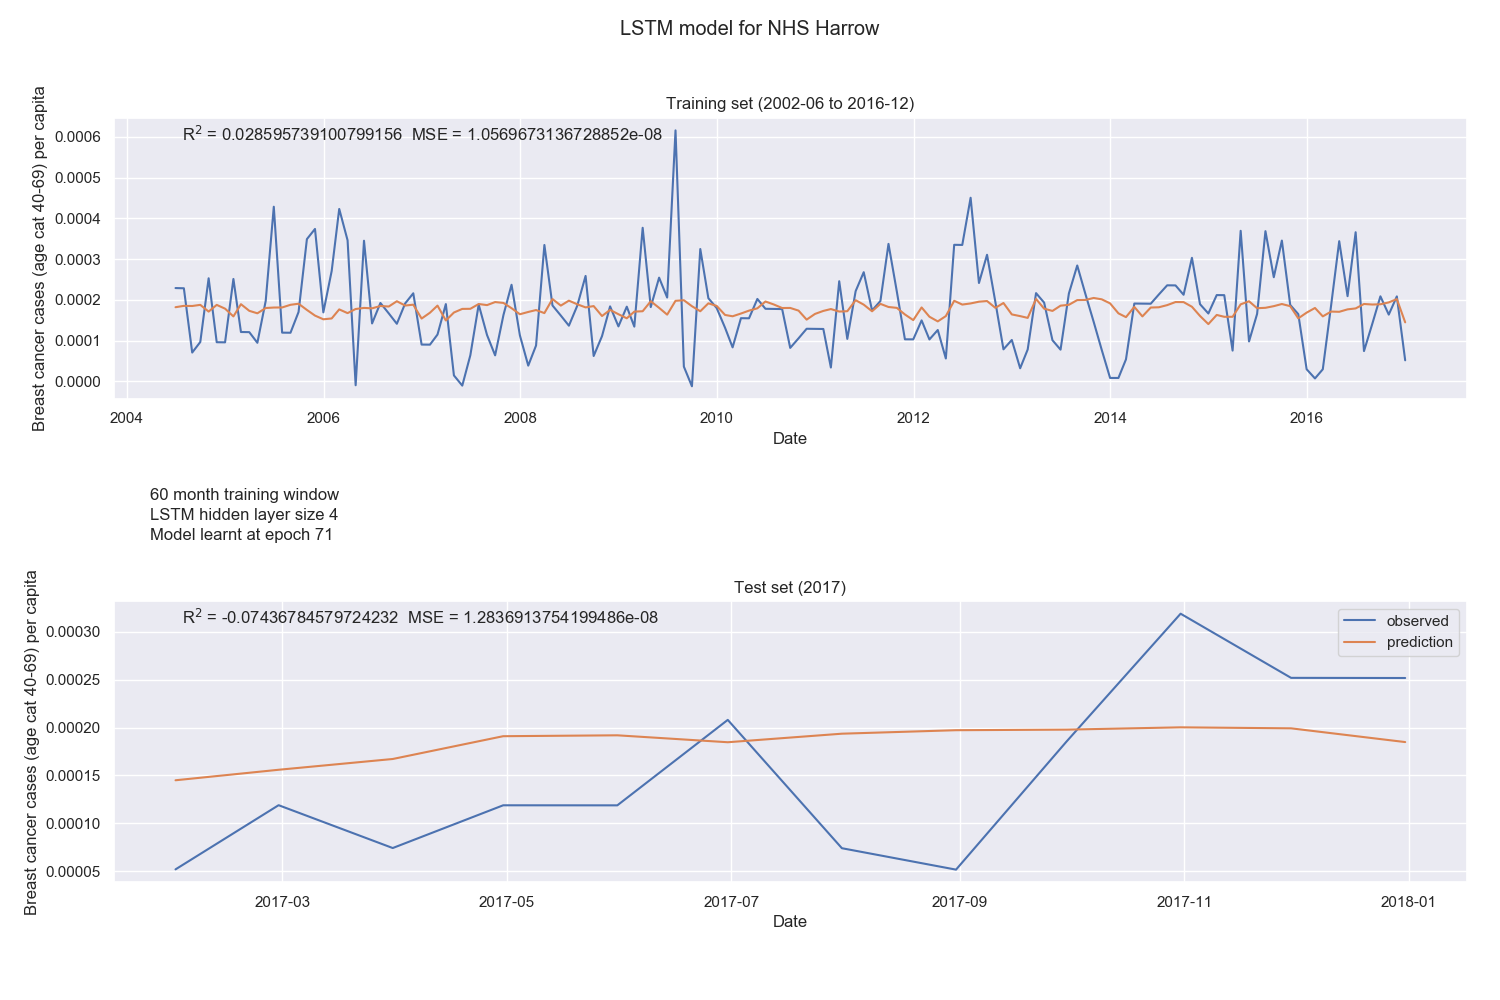 LSTM model for NHS Harrow
Training set (2002-06 to 2016-12)
Breast cancer cases (age cat 40-69) per capita
R² = 0.028595739100799156 MSE = 1.0569673136728852e-08
0.0006
0.0005
0.0004
0.0003
0.0002
0.0001
0.0000
2004 2006 2008 2010 2012 2014 2016
Date
60 month training window
LSTM hidden layer size 4
Model learnt at epoch 71
Test set (2017)
Breast cancer cases (age cat 40-69) per capita
R² = -0.07436784579724232 MSE = 1.2836913754199486e-08
observed
prediction
0.00030
0.00025
0.00020
0.00015
0.00010
0.00005
2017-03 2017-05 2017-07 2017-09 2017-11 2018-01
Date